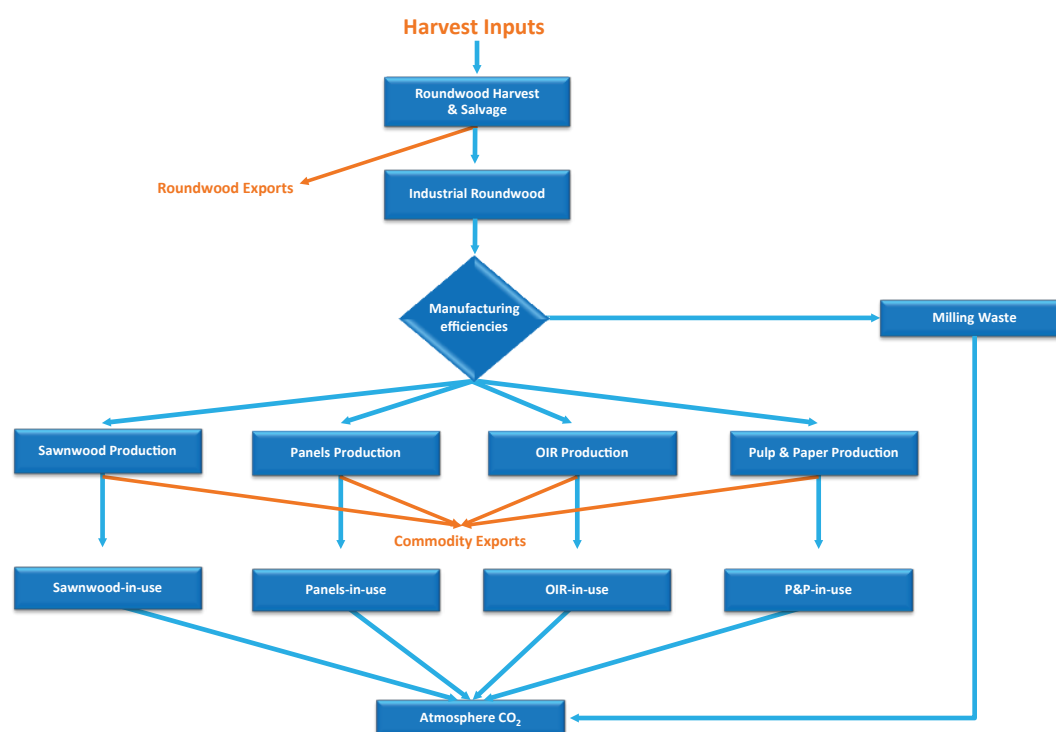 Harvest Inputs
Roundwood Harvest
& Salvage
Roundwood Exports
Industrial Roundwood
Manufacturing
efficiencies
Milling Waste
Sawnwood Production
Panels Production
OIR Production
Pulp & Paper Production
Commodity Exports
Sawnwood-in-use
Panels-in-use
OIR-in-use
P&P-in-use
Atmosphere CO₂